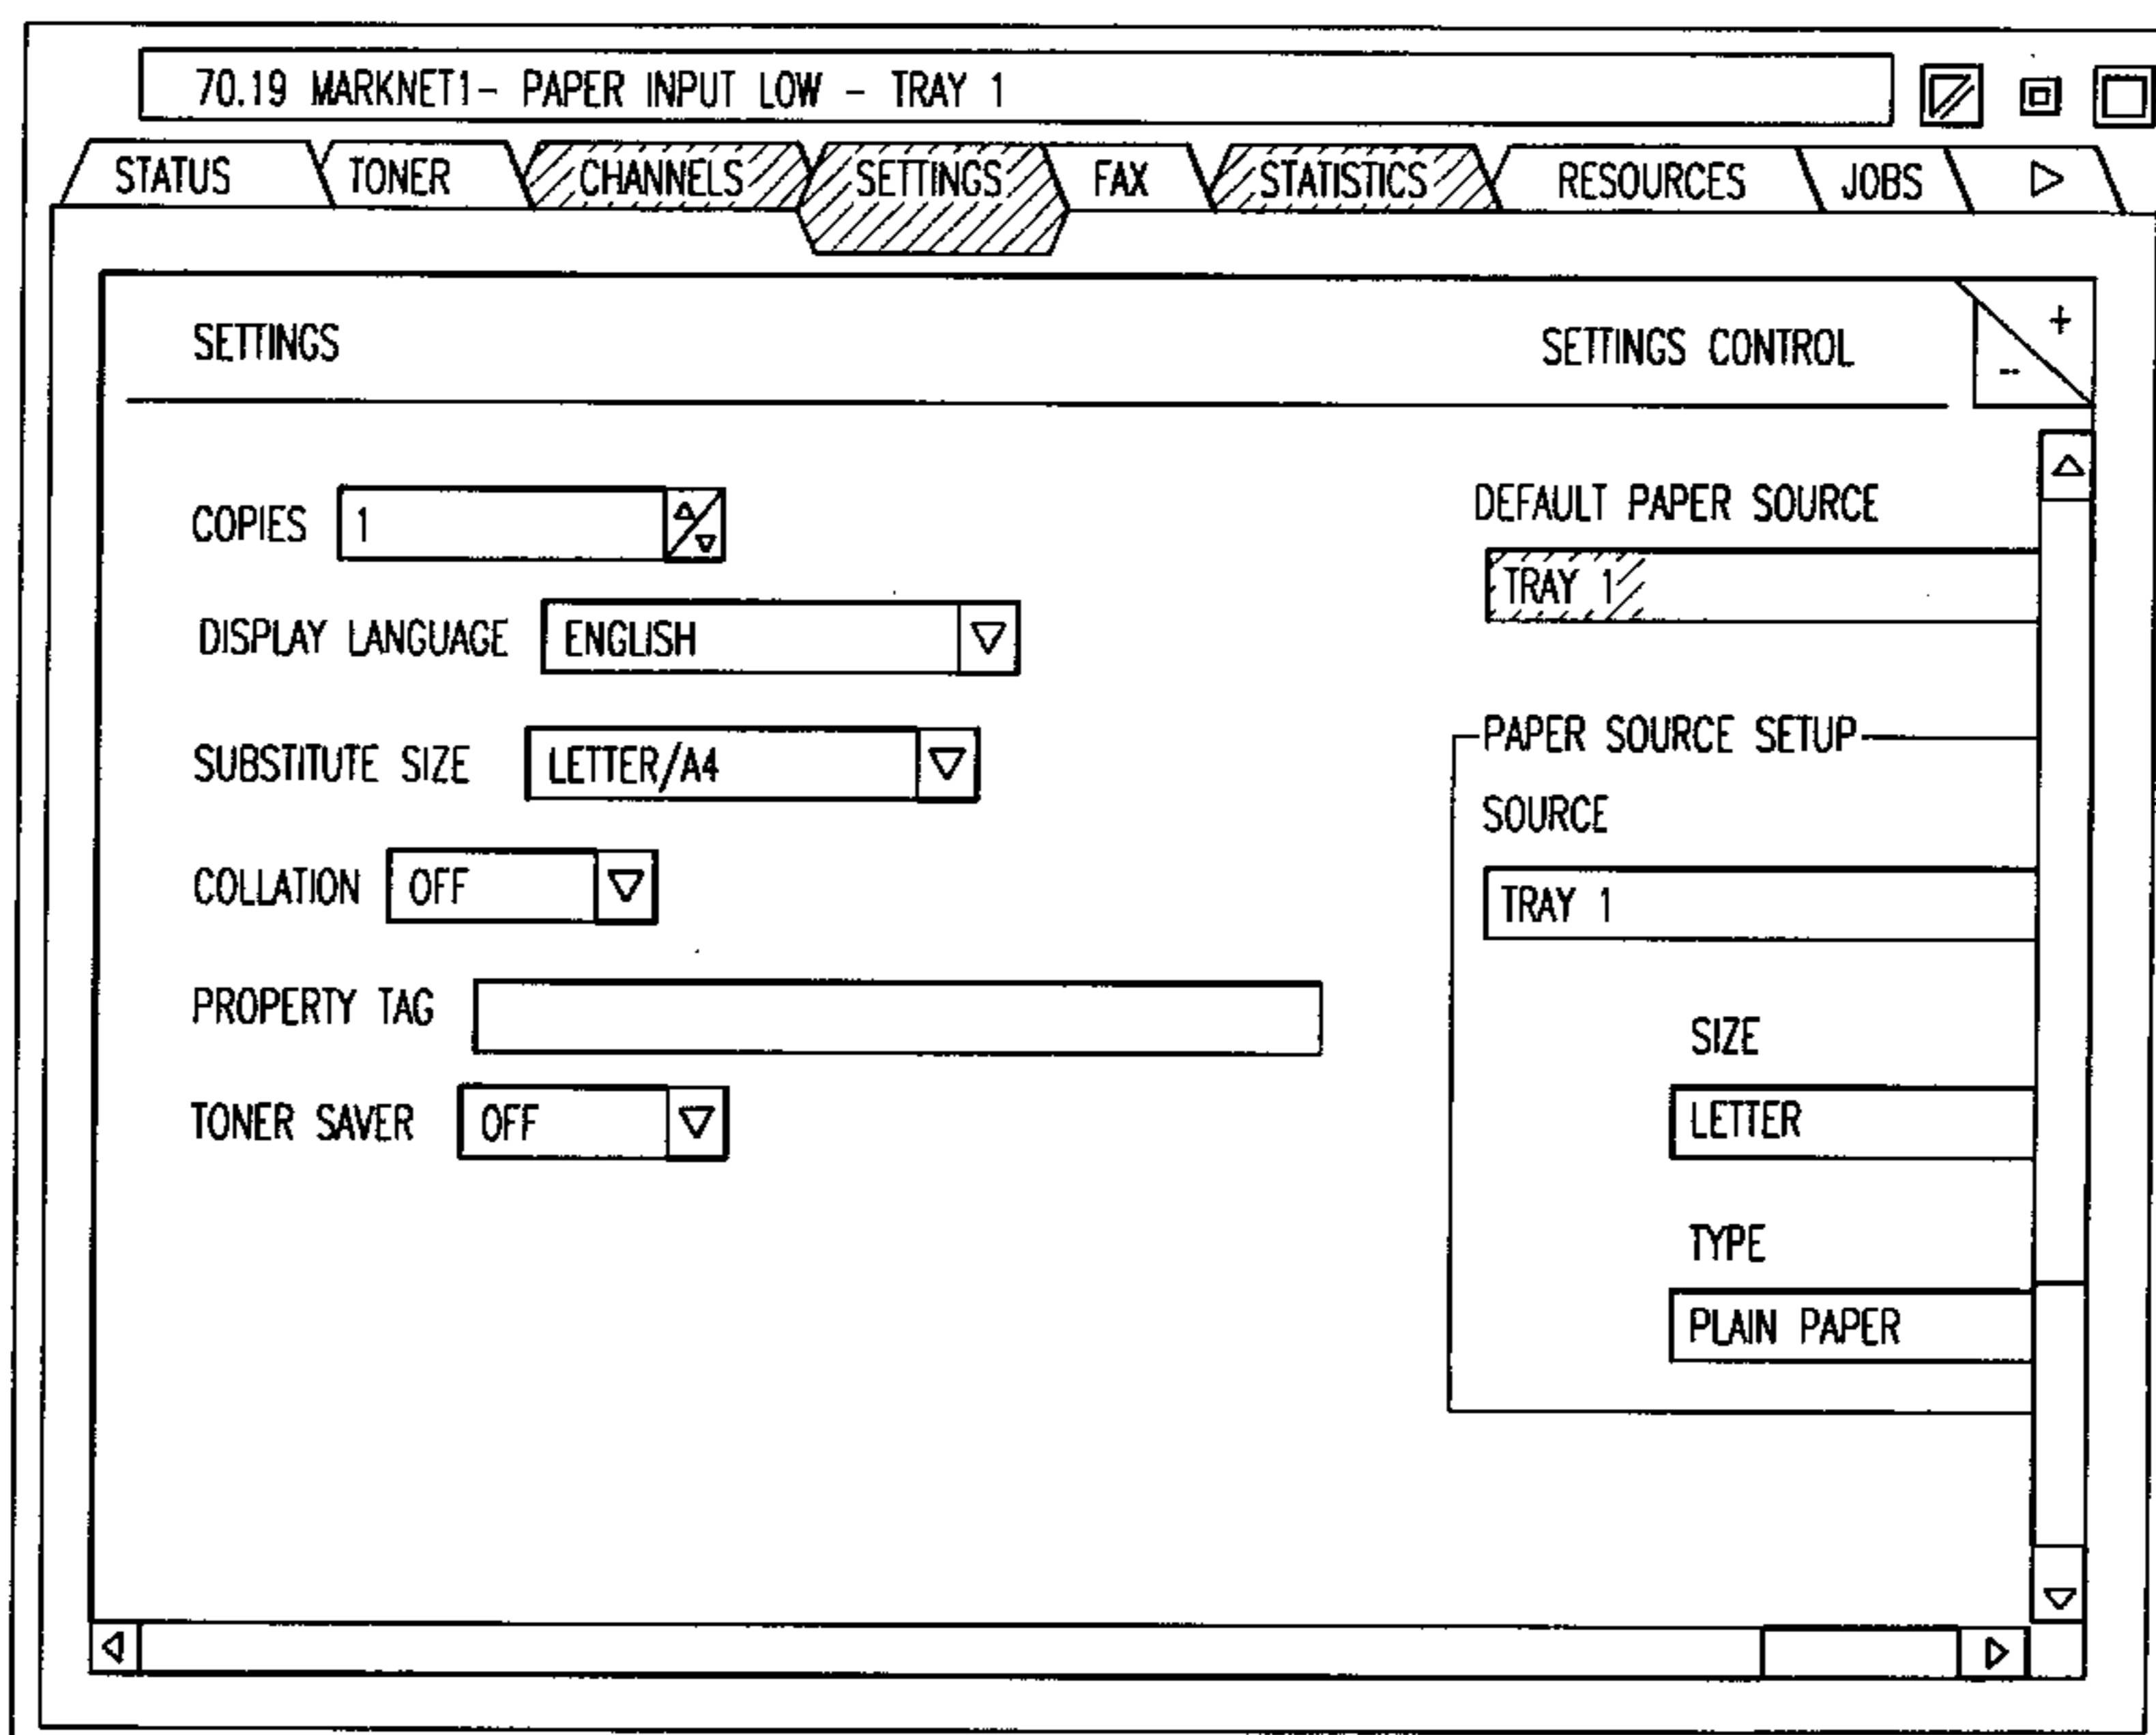 70.19 MARKNET1- PAPER INPUT LOW - TRAY 1
STATUS TONER CHANNELS SETTINGS FAX STATISTICS RESOURCES JOBS
SETTINGS SETTINGS CONTROL + --
COPIES 1
DISPLAY LANGUAGE ENGLISH
SUBSTITUTE SIZE LETTER/A4
COLLATION OFF
PROPERTY TAG
TONER SAVER OFF
DEFAULT PAPER SOURCE
TRAY 1
PAPER SOURCE SETUP
SOURCE
TRAY 1
SIZE
LETTER
TYPE
PLAIN PAPER